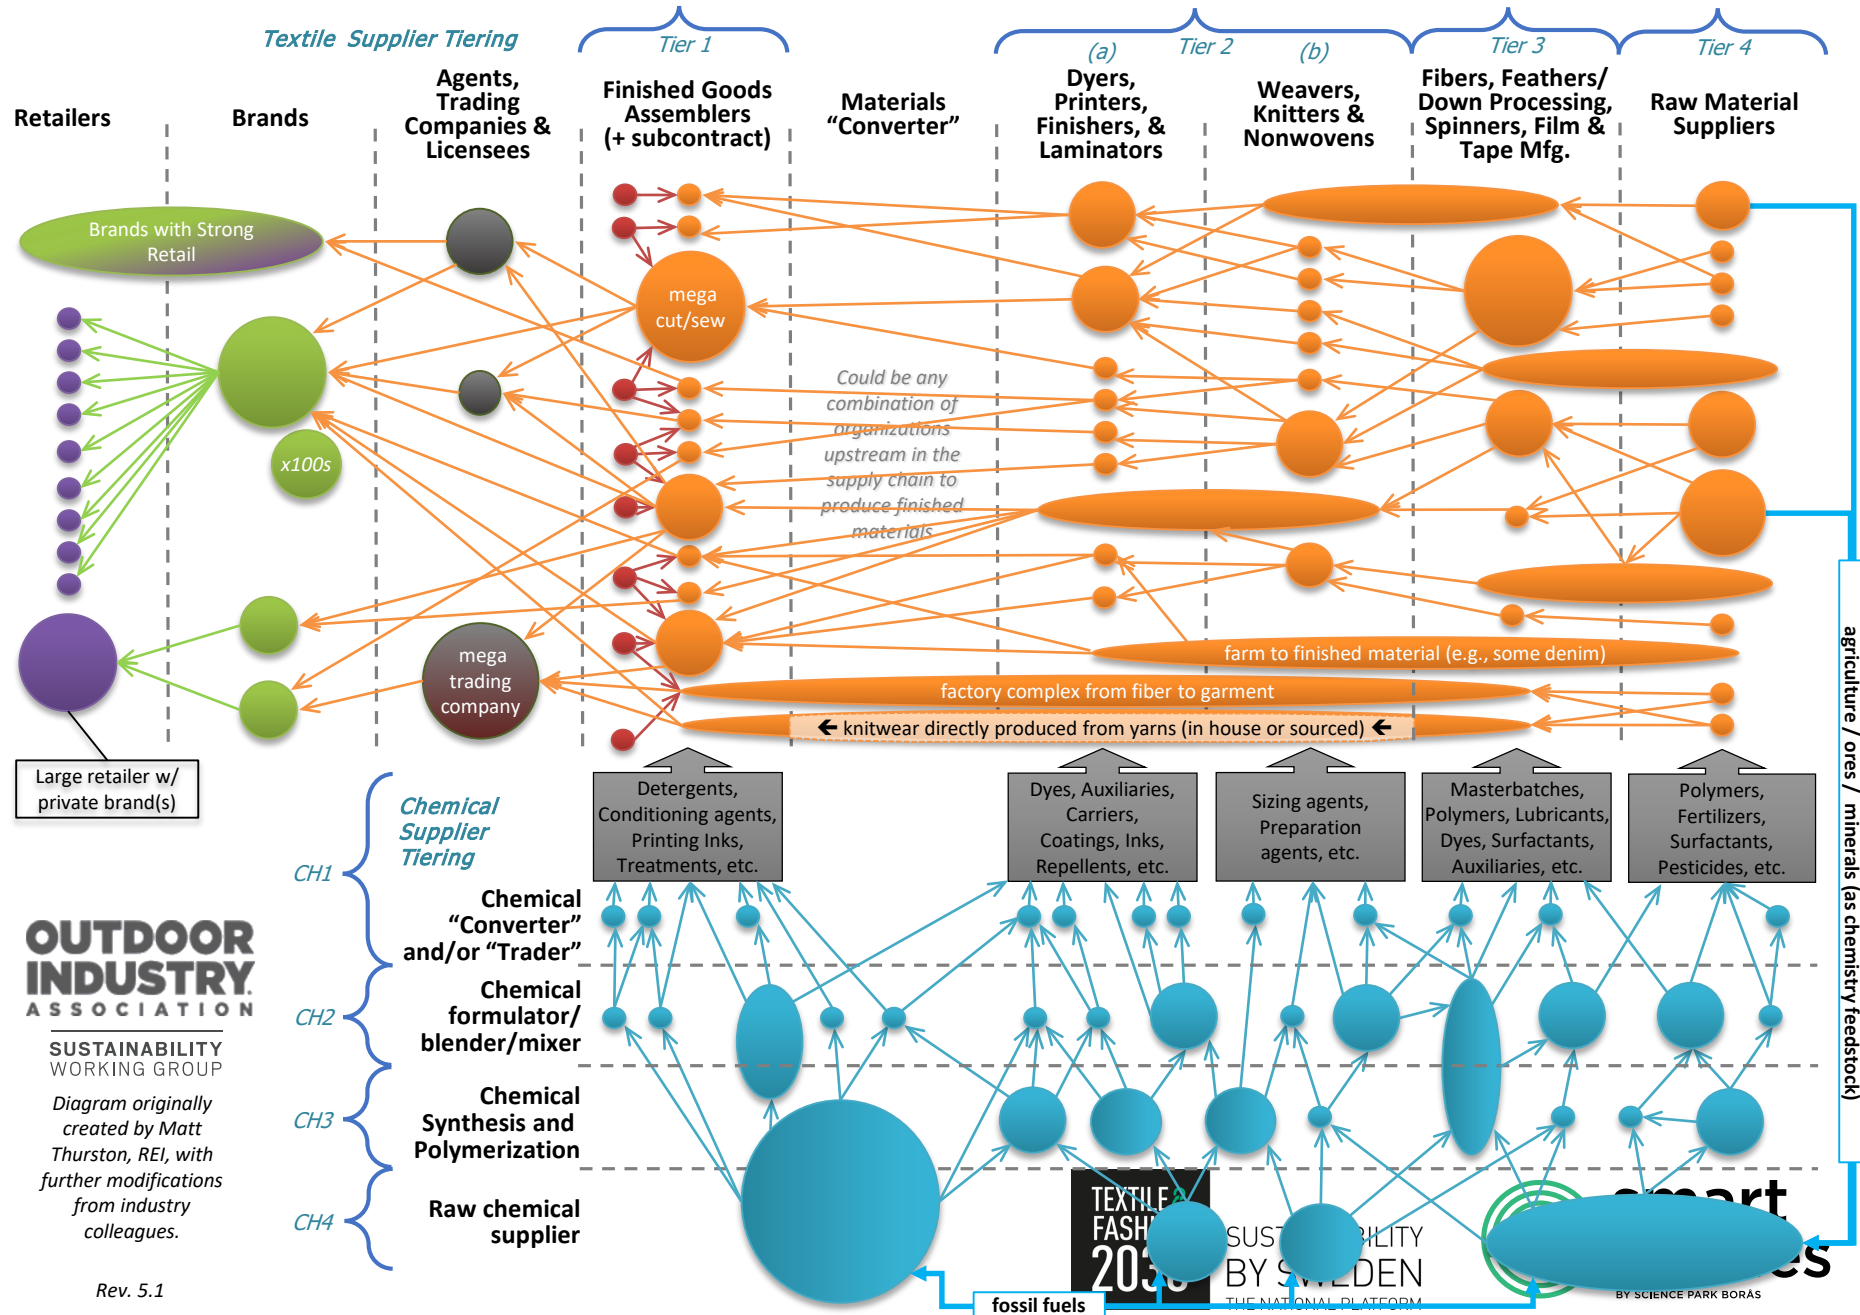 Textile Supplier Tiering
Tier 1
(a)
Tier 2
(b)
Tier 3
Tier 4
Retailers
Brands
Agents,
Trading
Companies &
Licensees
Finished Goods
Assemblers
(+ subcontract)
Materials
“Converter”
Dyers,
Printers,
Finishers, &
Laminators
Weavers,
Knitters &
Nonwovens
Fibers, Feathers/
Down Processing,
Spinners, Film &
Tape Mfg.
Raw Material
Suppliers
Brands with Strong
Retail
mega
cut/sew
Could be any
combination of
organizations
upstream in the
supply chain to
produce finished
materials
x100s
mega
trading
company
farm to finished material (e.g., some denim)
factory complex from fiber to garment
🡰 knitwear directly produced from yarns (in house or sourced) 🡰
Large retailer w/
private brand(s)
agriculture / ores / minerals (as chemistry feedstock)
Chemical
Supplier
Tiering
Detergents,
Conditioning agents,
Printing Inks,
Treatments, etc.
Dyes, Auxiliaries,
Carriers,
Coatings, Inks,
Repellents, etc.
Sizing agents,
Preparation
agents, etc.
Masterbatches,
Polymers, Lubricants,
Dyes, Surfactants,
Auxiliaries, etc.
Polymers,
Fertilizers,
Surfactants,
Pesticides, etc.
CH1
Chemical
“Converter”
and/or “Trader”
CH2
Chemical
formulator/
blender/mixer
CH3
Chemical
Synthesis and
Polymerization
CH4
Raw chemical
supplier
OUTDOOR
INDUSTRY
ASSOCIATION
SUSTAINABILITY
WORKING GROUP
Diagram originally
created by Matt
Thurston, REI, with
further modifications
from industry
colleagues.
Rev. 5.1
fossil fuels
TEXTILE &
BY SWEDEN
THE NATIONAL PLATFORM
smart
BY SCIENCE PARK BORÅS